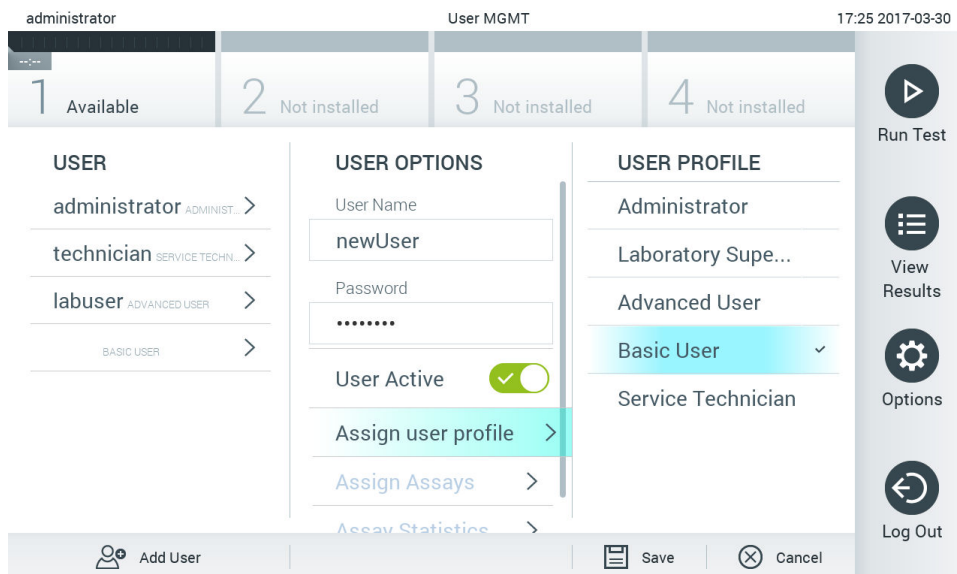 administrator User MGMT 17:25 2017-03-30
--:--
1 Available 2 Not installed 3 Not installed 4 Not installed
Run Test
View
Results
Options
Log Out
USER
administrator ADMINIST...
technician SERVICE TECHN...
labuser ADVANCED USER
BASIC USER
USER OPTIONS
User Name
newUser
Password
••••••••
User Active
Assign user profile
Assign Assays
Assay Statistics
USER PROFILE
Administrator
Laboratory Supe...
Advanced User
Basic User
Service Technician
Add User Save Cancel